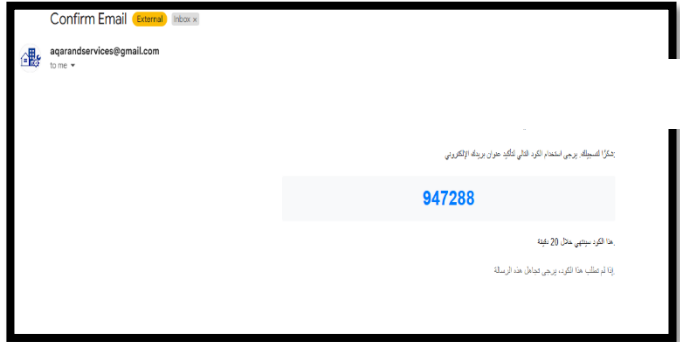 Confirm Email External Inbox x
aqarandservices@gmail.com
to me
شكرًا لتسجيلك. يرجى استخدام الكود التالي لتأكيد عنوان بريدك الإلكتروني:
947288
هذا الكود سينتهي خلال 20 دقيقة.
إذا لم تطلب هذا الكود، يرجى تجاهل هذه الرسالة.